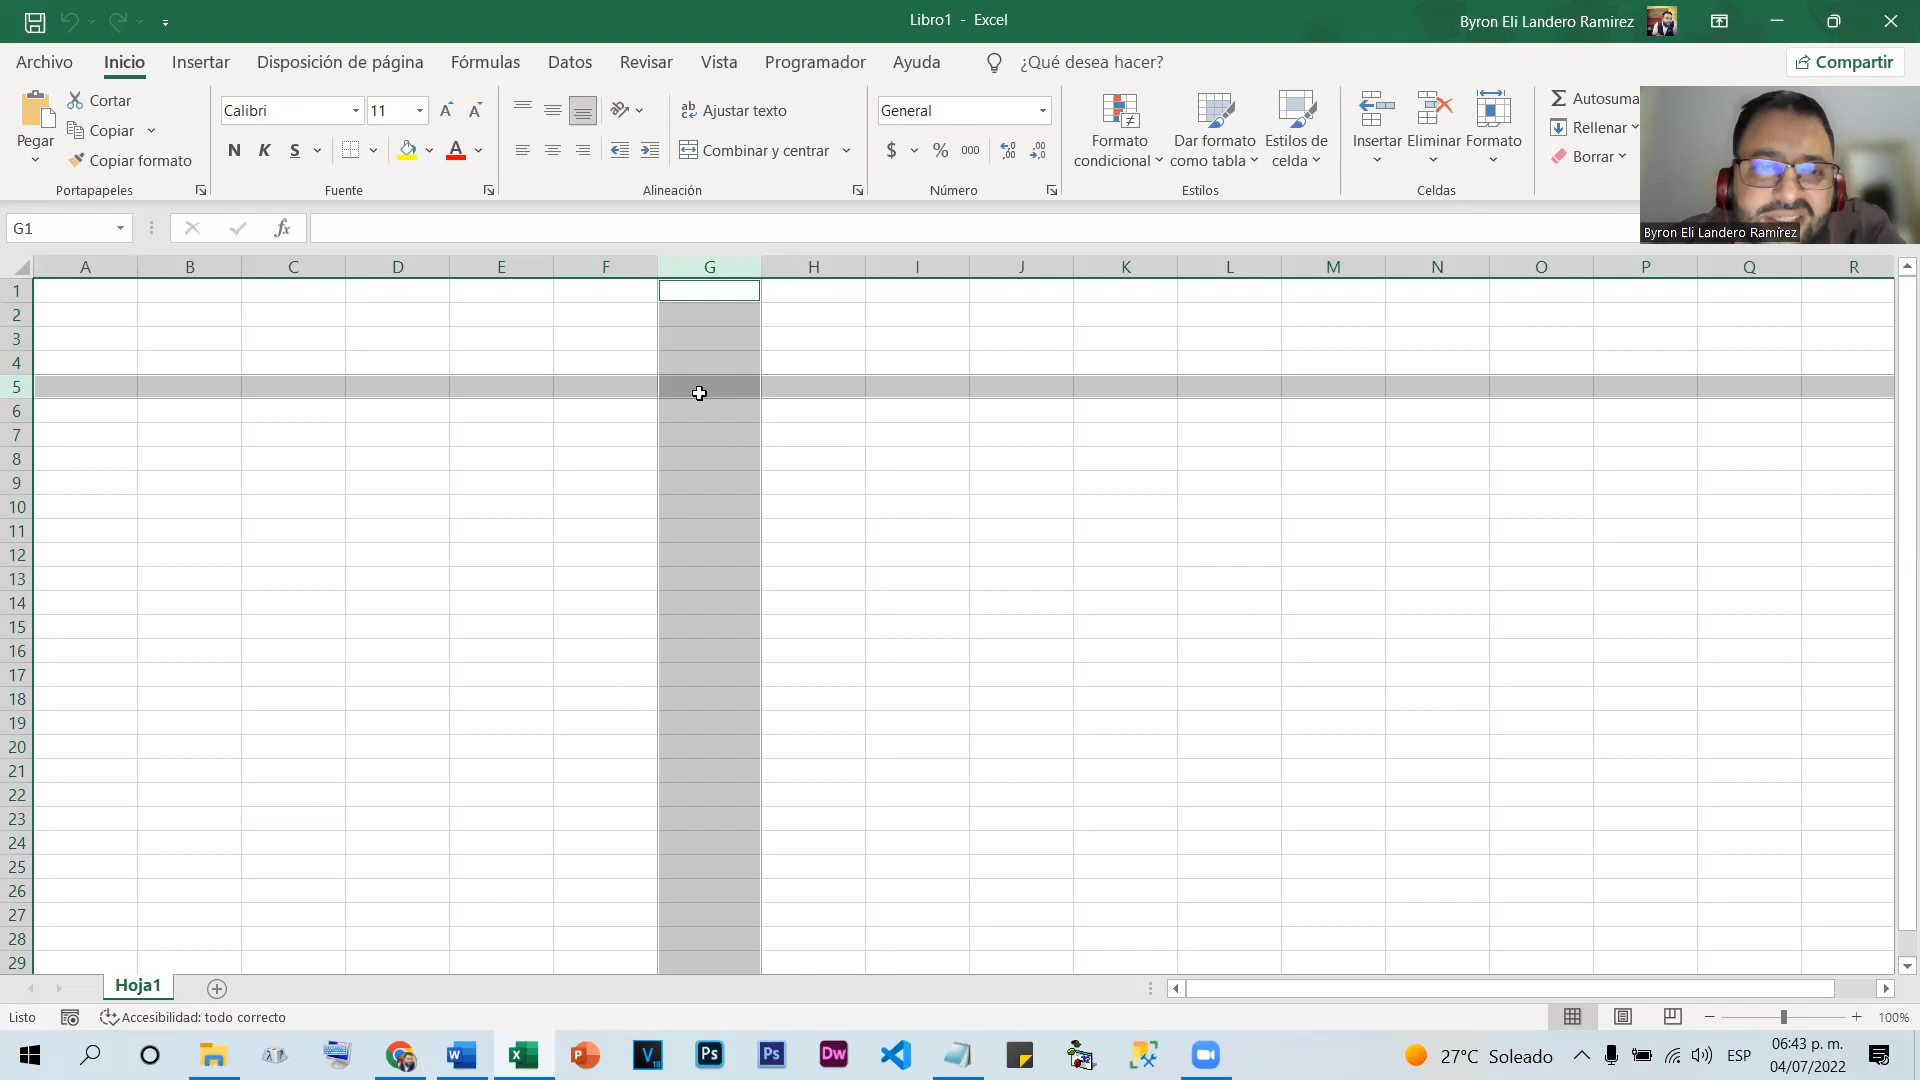 Libro1 - Excel
Byron Eli Landero Ramirez
Archivo Inicio Insertar Disposición de página Fórmulas Datos Revisar Vista Programador Ayuda ¿Qué desea hacer? Compartir
Pegar
Cortar
Copiar
Copiar formato
Portapapeles
Calibri 11
N K S A
Fuente
Ajustar texto
Combinar y centrar
Alineación
General
$ % 000
Número
Formato condicional
Dar formato como tabla
Estilos de celda
Estilos
Insertar Eliminar Formato
Celdas
Autosuma
Rellenar
Borrar
Byron Eli Landero Ramírez
G1 fx
A B C D E F G H I J K L M N O P Q R
1
2
3
4
5
6
7
8
9
10
11
12
13
14
15
16
17
18
19
20
21
22
23
24
25
26
27
28
29
Hoja1
Listo Accesibilidad: todo correcto 100%
27°C Soleado ESP 06:43 p. m.
04/07/2022